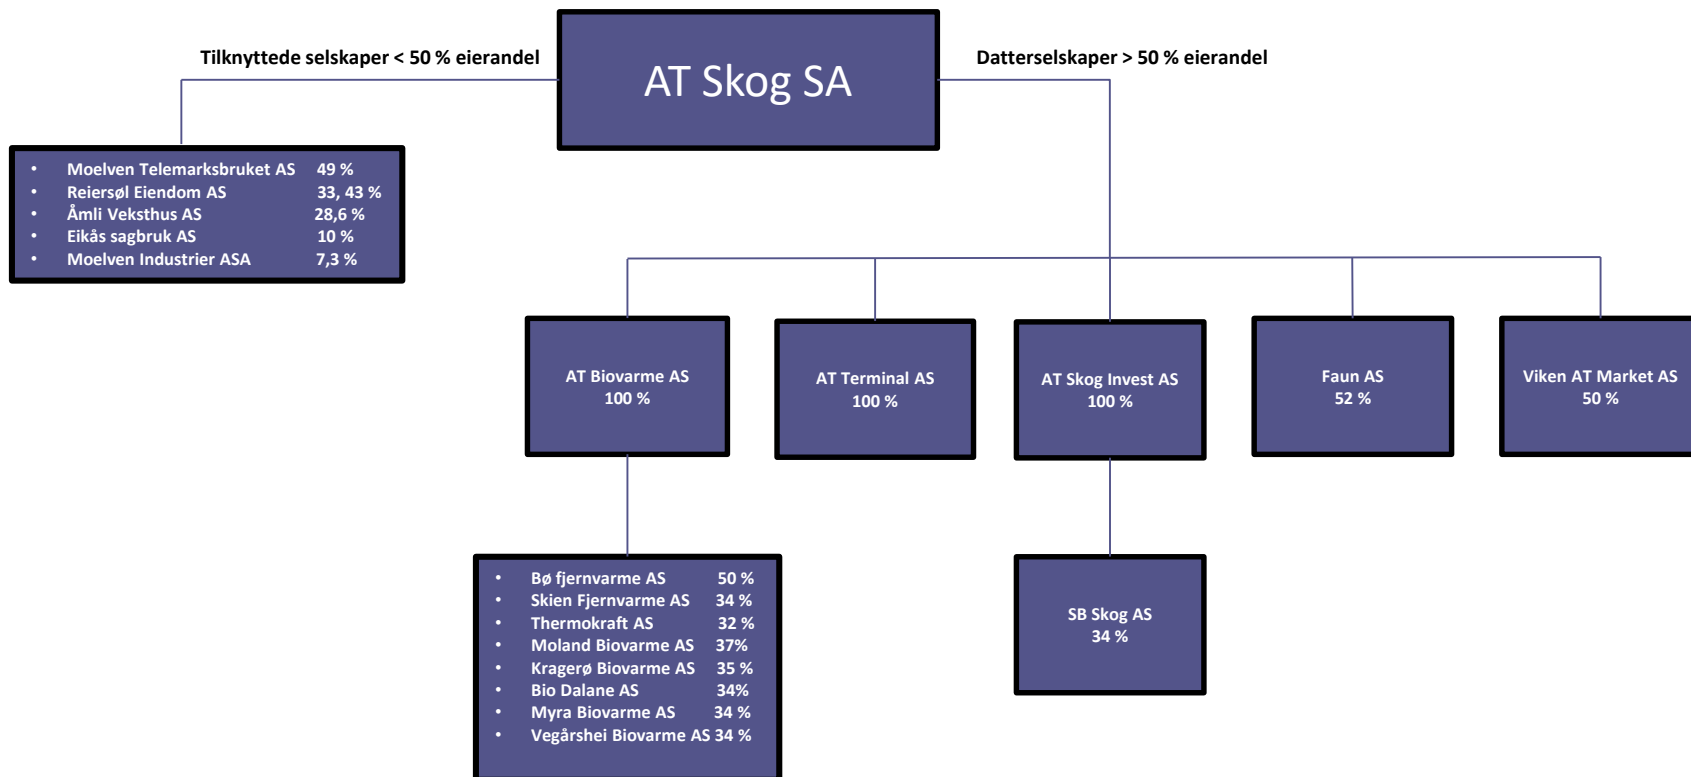 AT Skog SA
Tilknyttede selskaper < 50 % eierandel
Datterselskaper > 50 % eierandel
• Moelven Telemarksbruket AS 49 %
• Reiersøl Eiendom AS 33, 43 %
• Åmli Veksthus AS 28,6 %
• Eikås sagbruk AS 10 %
• Moelven Industrier ASA 7,3 %
AT Biovarme AS
100 %
AT Terminal AS
100 %
AT Skog Invest AS
100 %
Faun AS
52 %
Viken AT Market AS
50 %
• Bø fjernvarme AS 50 %
• Skien Fjernvarme AS 34 %
• Thermokraft AS 32 %
• Moland Biovarme AS 37%
• Kragerø Biovarme AS 35 %
• Bio Dalane AS 34%
• Myra Biovarme AS 34 %
• Vegårshei Biovarme AS 34 %
SB Skog AS
34 %